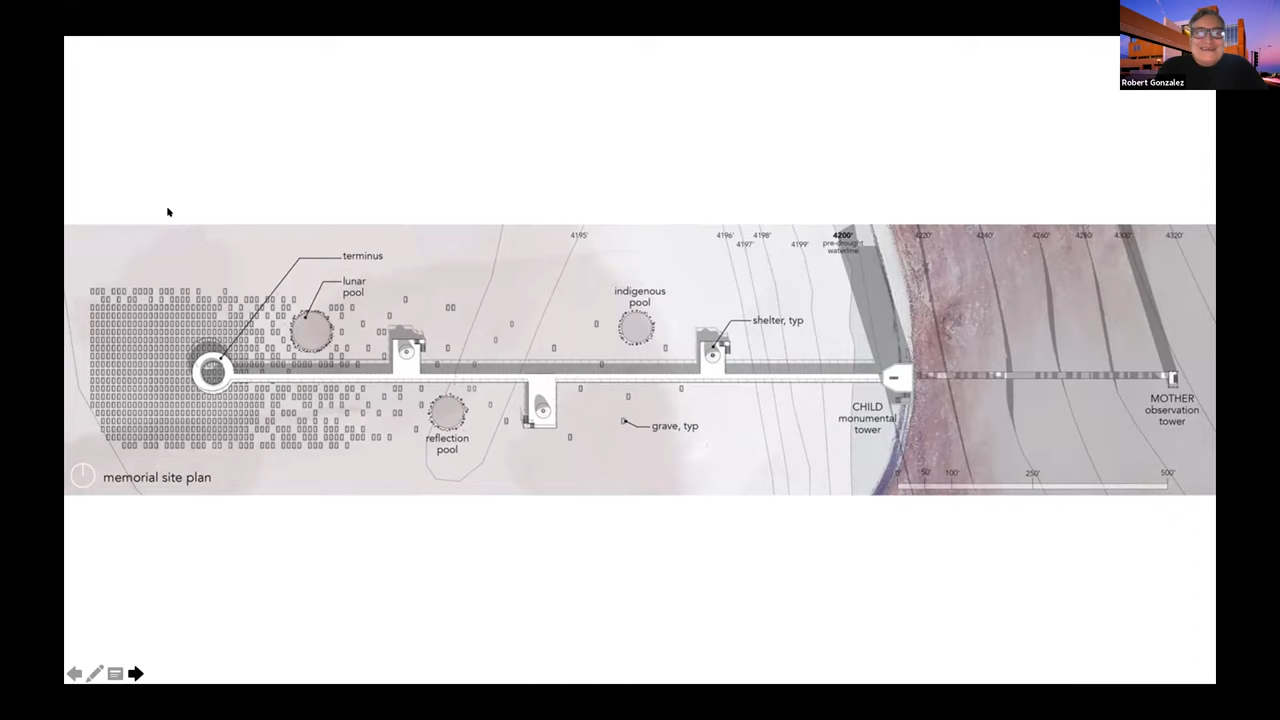 Robert Gonzalez
4195'
4196'
4197'
4198'
4199'
4200'
pre-drought
waterline
4220'
4240'
4260'
4280'
4300'
4320'
terminus
lunar
pool
indigenous
pool
shelter, typ
CHILD
monumental
tower
MOTHER
observation
tower
grave, typ
reflection
pool
memorial site plan
0'
50'
100'
250'
500'